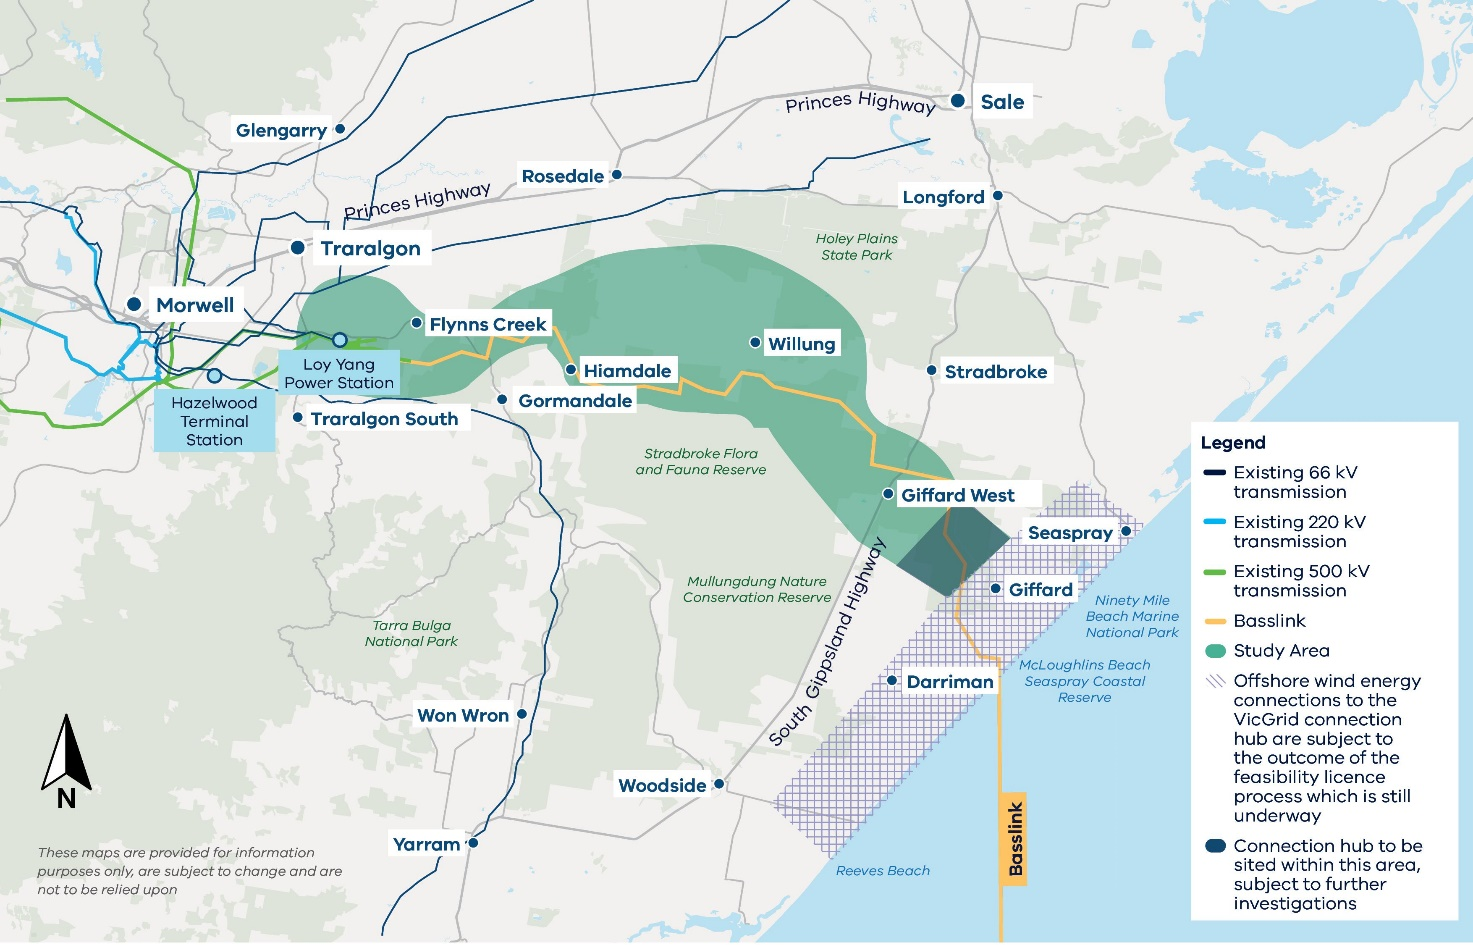 Princes Highway
Sale
Glengarry
Rosedale
Princes Highway
Longford
Traralgon
Holey Plains
State Park
Morwell
Flynns Creek
Willung
Loy Yang
Power Station
Hiamdale
Stradbroke
Gormandale
Hazelwood
Terminal
Station
Traralgon South
Stradbroke Flora
and Fauna Reserve
Giffard West
Seaspray
South Gippsland Highway
Mullungdung Nature
Conservation Reserve
Giffard
Ninety Mile
Beach Marine
National Park
Tarra Bulga
National Park
McLoughlins Beach
Seaspray Coastal
Reserve
Darriman
Won Wron
Woodside
N
Yarram
Basslink
Reeves Beach
These maps are provided for information
purposes only, are subject to change and are
not to be relied upon
Legend
Existing 66 kV
transmission
Existing 220 kV
transmission
Existing 500 kV
transmission
Basslink
Study Area
Offshore wind energy
connections to the
VicGrid connection
hub are subject to
the outcome of the
feasibility licence
process which is still
underway
Connection hub to be
sited within this area,
subject to further
investigations